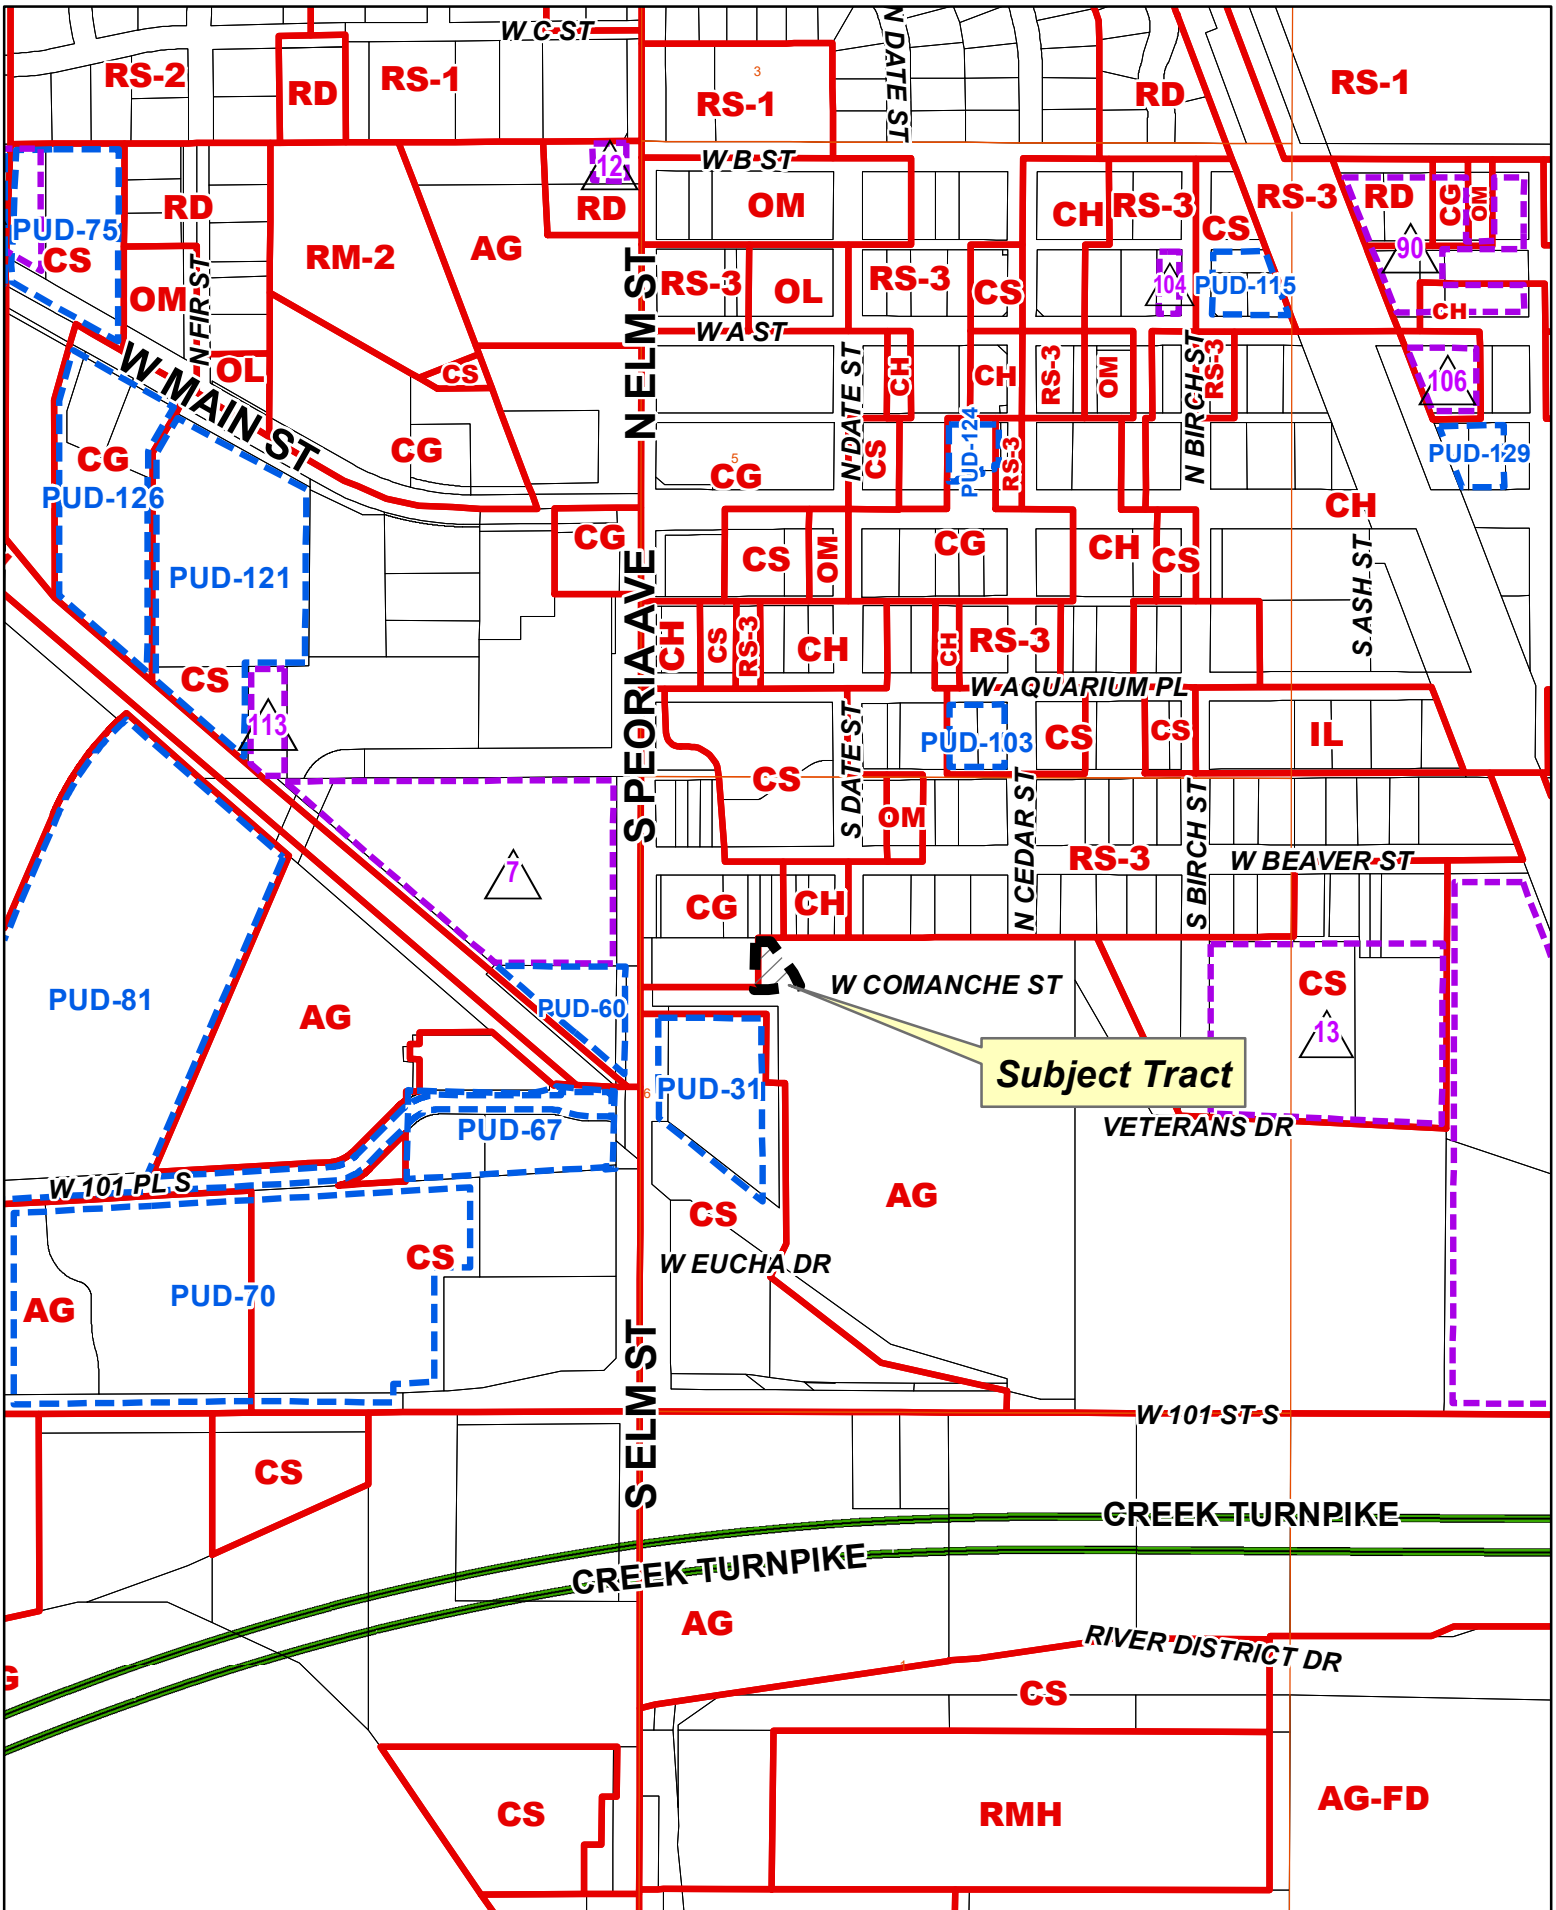 W C ST
N DATE ST
RS-2
RD
RS-1
3
RS-1
RD
RS-1
12
W B ST
PUD-75
CS
RD
RM-2
AG
RD
OM
CH
RS-3
CS
RS-3
RD
CG
OM
90
OM
N FIR ST
N ELM ST
RS-3
OL
RS-3
CS
104
PUD-115
CH
W A ST
OL
CS
W MAIN ST
N DATE ST
CH
CH
RS-3
OM
N BIRCH ST
RS-3
106
CG
PUD-126
CG
5
CG
CS
PUD-124
RS-3
PUD-129
CH
PUD-121
CG
S PEORIA AVE
CS
OM
CG
CH
CS
S ASH ST
CS
113
CH
CS
RS-3
CH
CH
RS-3
W AQUARIUM PL
S DATE ST
PUD-103
CS
CS
IL
CS
OM
N CEDAR ST
RS-3
S BIRCH ST
W BEAVER ST
7
CG
CH
PUD-81
AG
PUD-60
W COMANCHE ST
CS
13
Subject Tract
6
PUD-31
PUD-67
VETERANS DR
W 101 PL S
CS
AG
W EUCHA DR
AG
PUD-70
CS
S ELM ST
W 101 ST S
CS
CREEK TURNPIKE
CREEK TURNPIKE
AG
RIVER DISTRICT DR
1
CS
CS
RMH
AG-FD